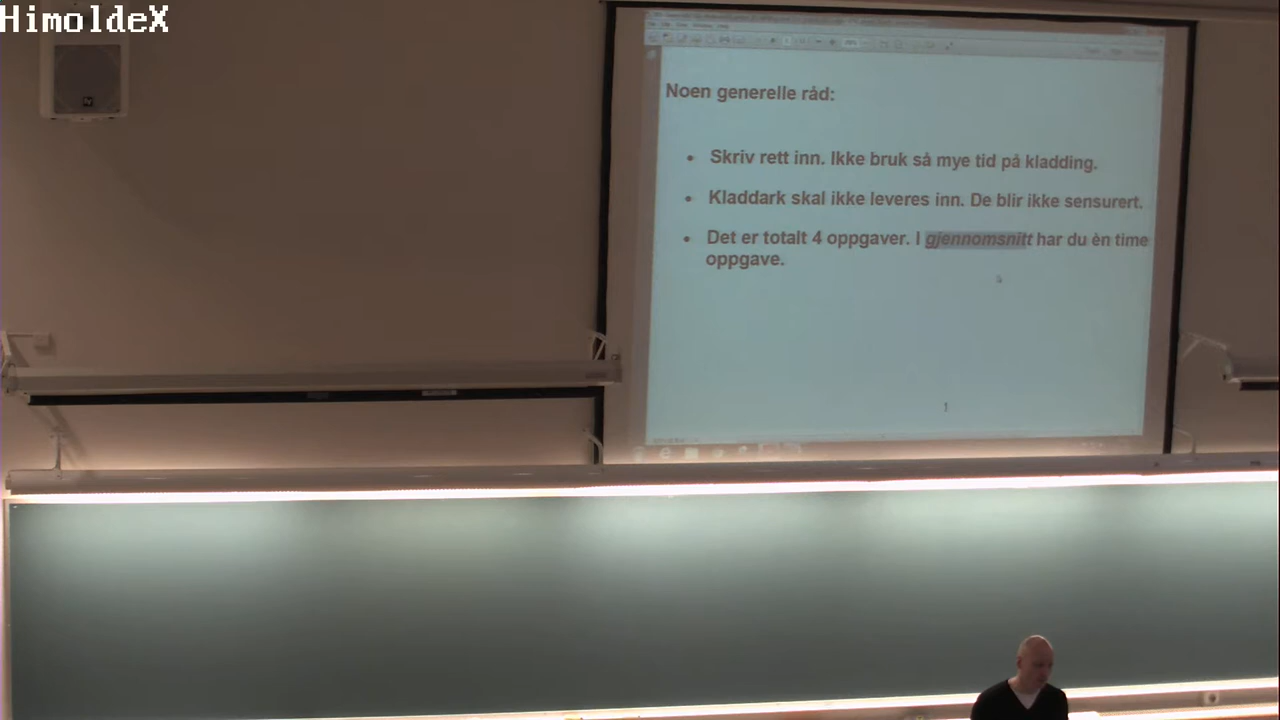 HimoldeX
Noen generelle råd:
• Skriv rett inn. Ikke bruk så mye tid på kladding.
• Kladdark skal ikke leveres inn. De blir ikke sensurert.
• Det er totalt 4 oppgaver. I gjennomsnitt har du èn time
oppgave.
1